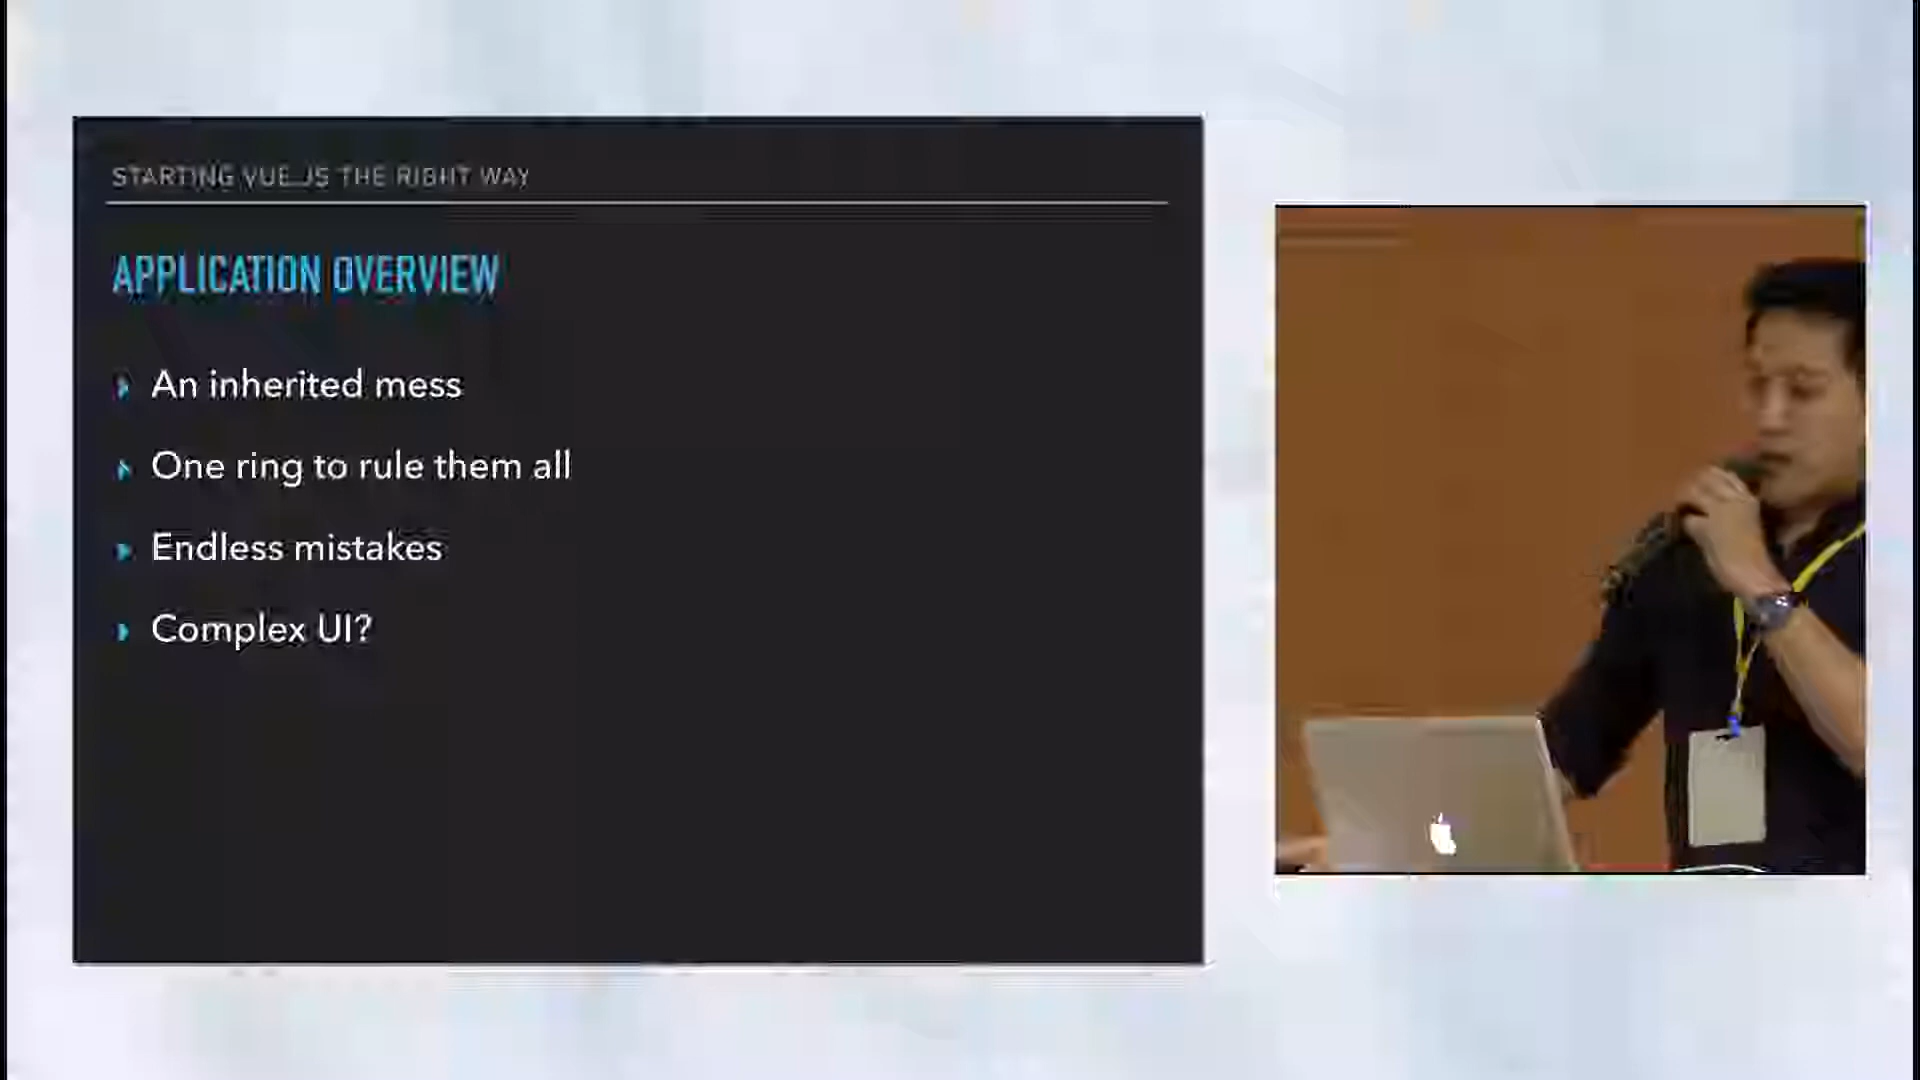 STARTING VUE.JS THE RIGHT WAY
APPLICATION OVERVIEW
An inherited mess
One ring to rule them all
Endless mistakes
Complex UI?